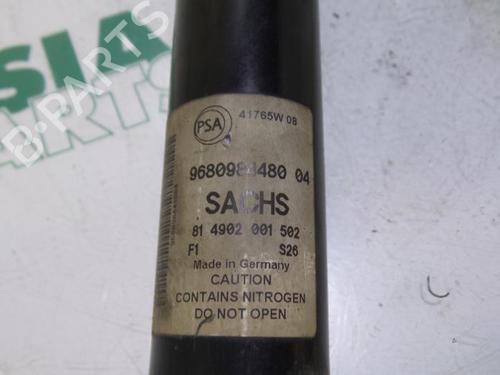 PSA 41765W 08
9680988480 04
SACHS
81 4902 001 502
F1 S26
Made in Germany
CAUTION
CONTAINS NITROGEN
DO NOT OPEN
B-PARTS